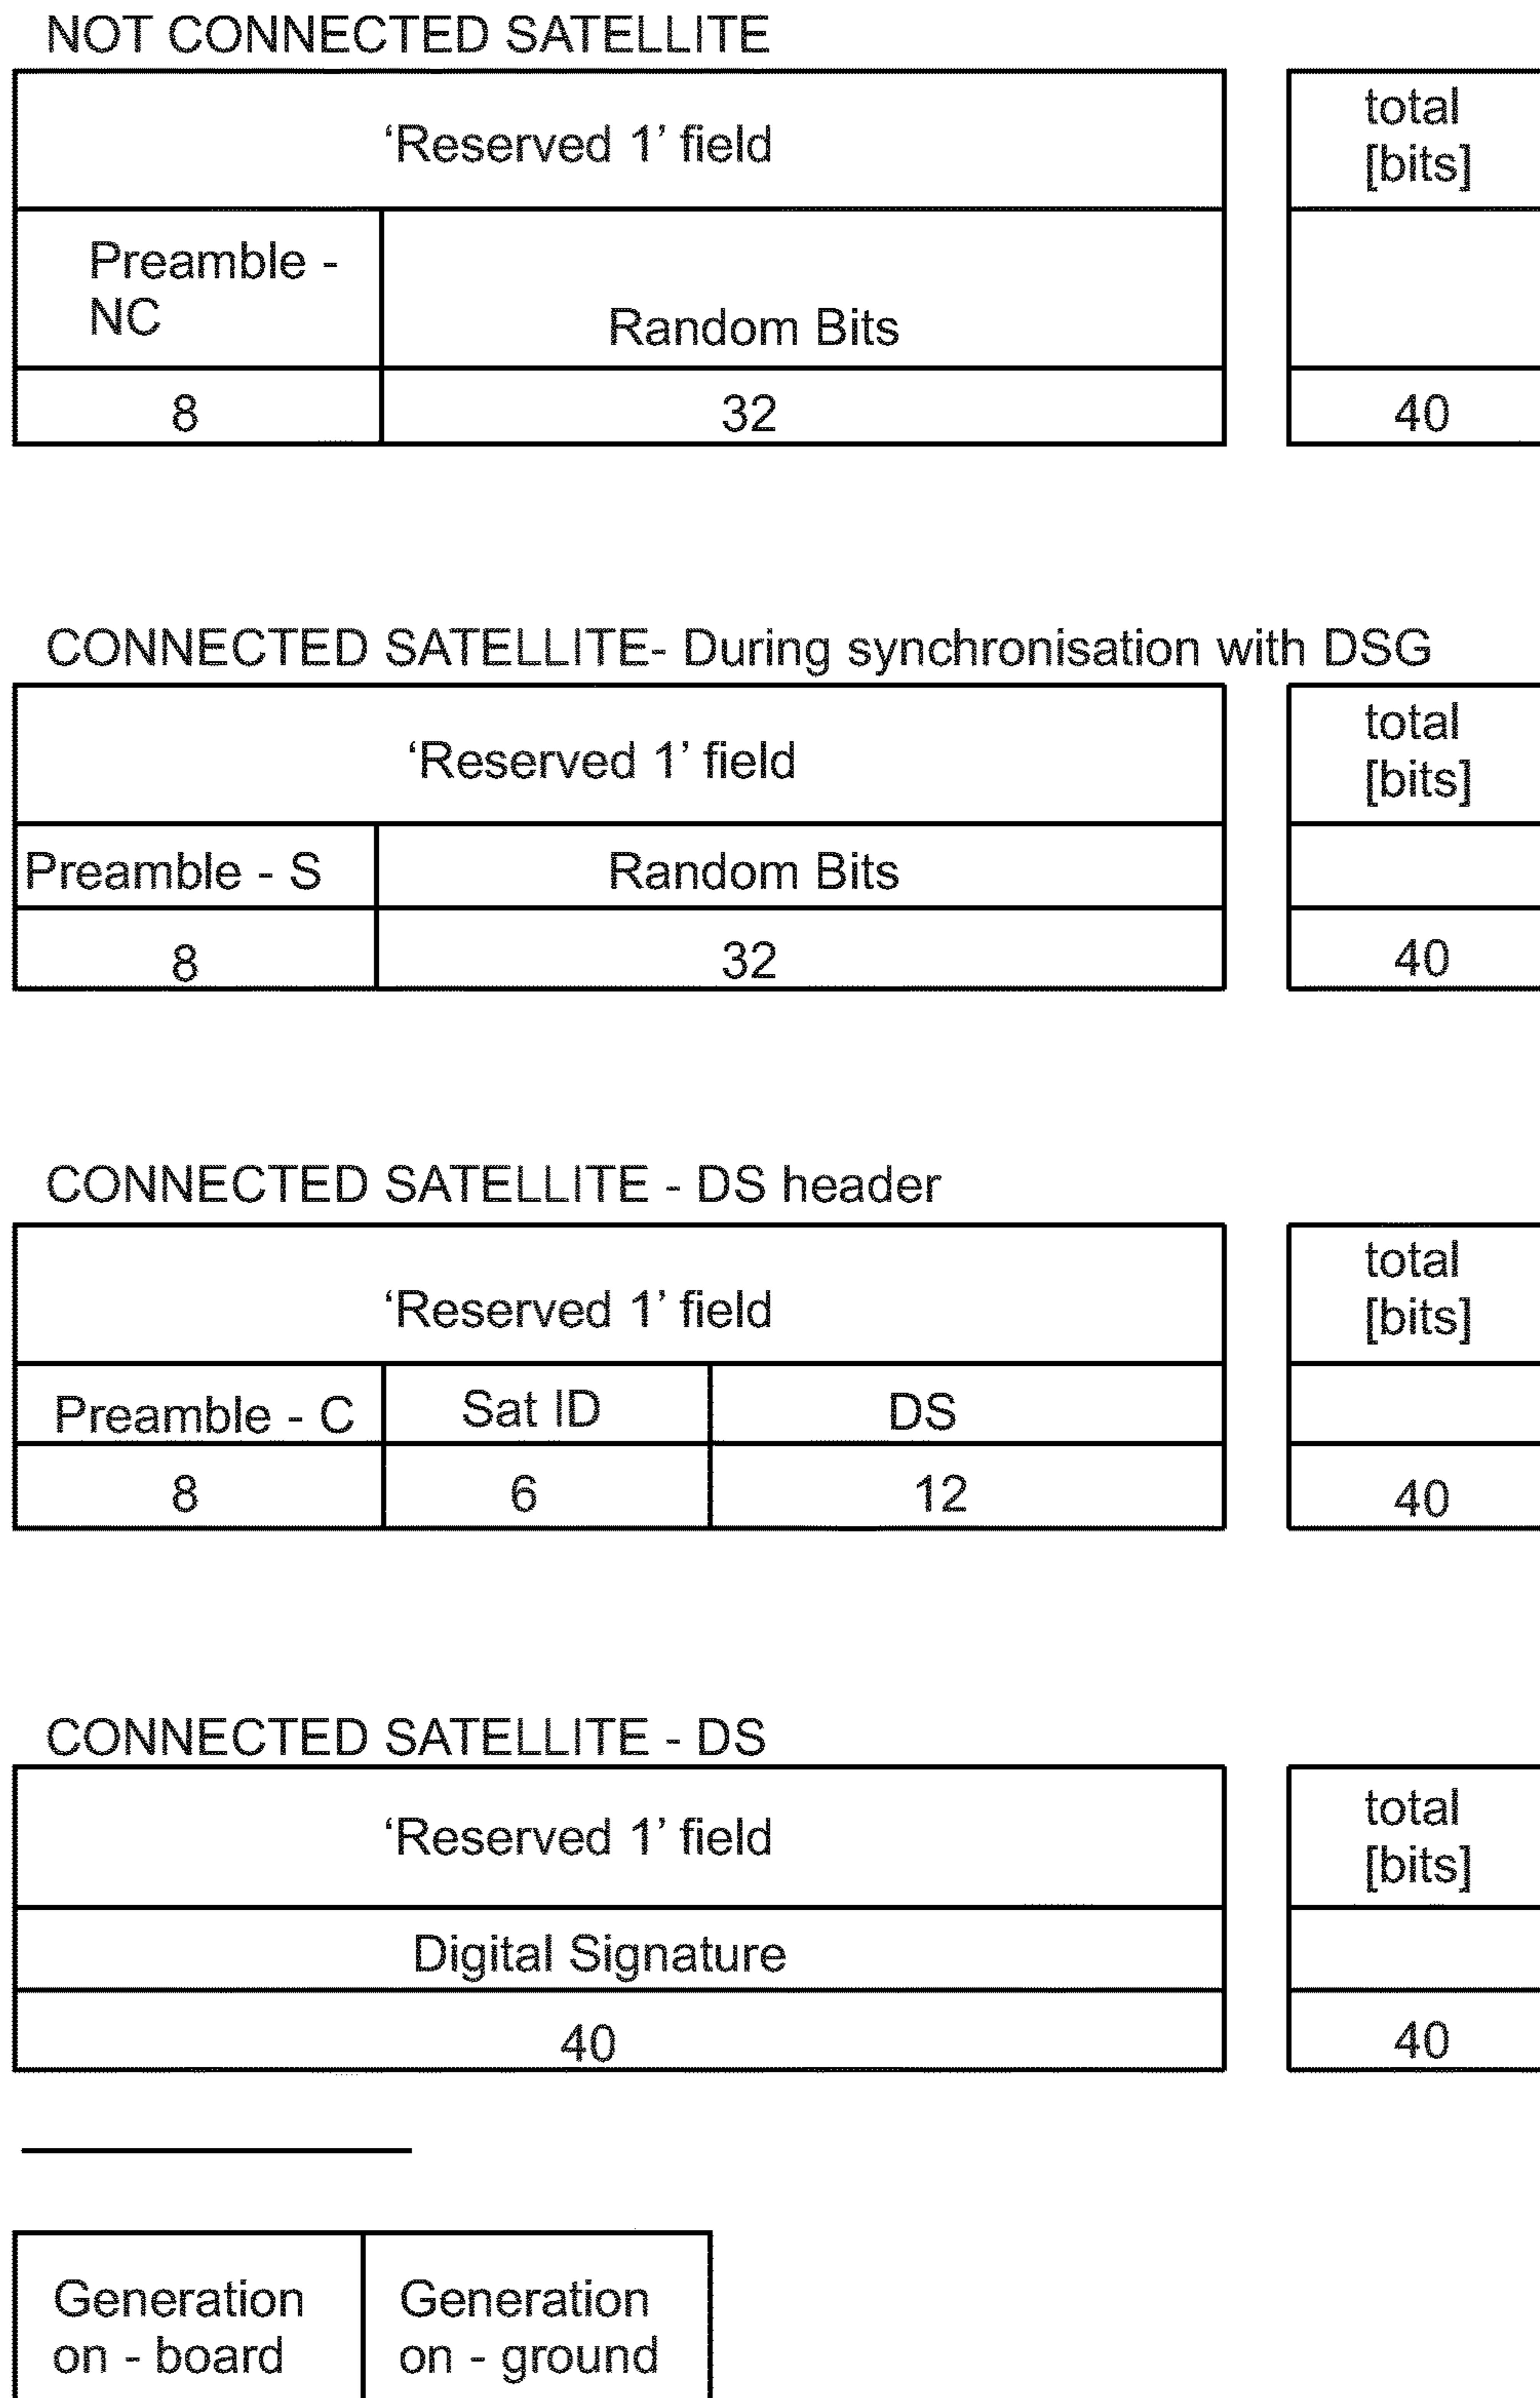 NOT CONNECTED SATELLITE
‘Reserved 1’ field
total
[bits]
Preamble -
NC
Random Bits
8
32
40
CONNECTED SATELLITE- During synchronisation with DSG
‘Reserved 1’ field
total
[bits]
Preamble - S
Random Bits
8
32
40
CONNECTED SATELLITE - DS header
‘Reserved 1’ field
total
[bits]
Preamble - C
Sat ID
DS
8
6
12
40
CONNECTED SATELLITE - DS
‘Reserved 1’ field
total
[bits]
Digital Signature
40
40
Generation
on - board
Generation
on - ground